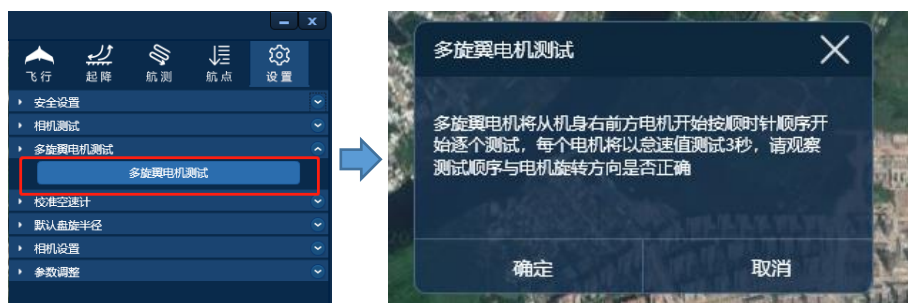 飞行 起降 航测 航点 设置
安全设置
相机测试
多旋翼电机测试
多旋翼电机测试
校准空速计
默认盘旋半径
相机设置
参数调整
多旋翼电机测试
多旋翼电机将从机身右前方电机开始按顺时针顺序开
始逐个测试，每个电机将以怠速值测试3秒，请观察
测试顺序与电机旋转方向是否正确
确定 取消